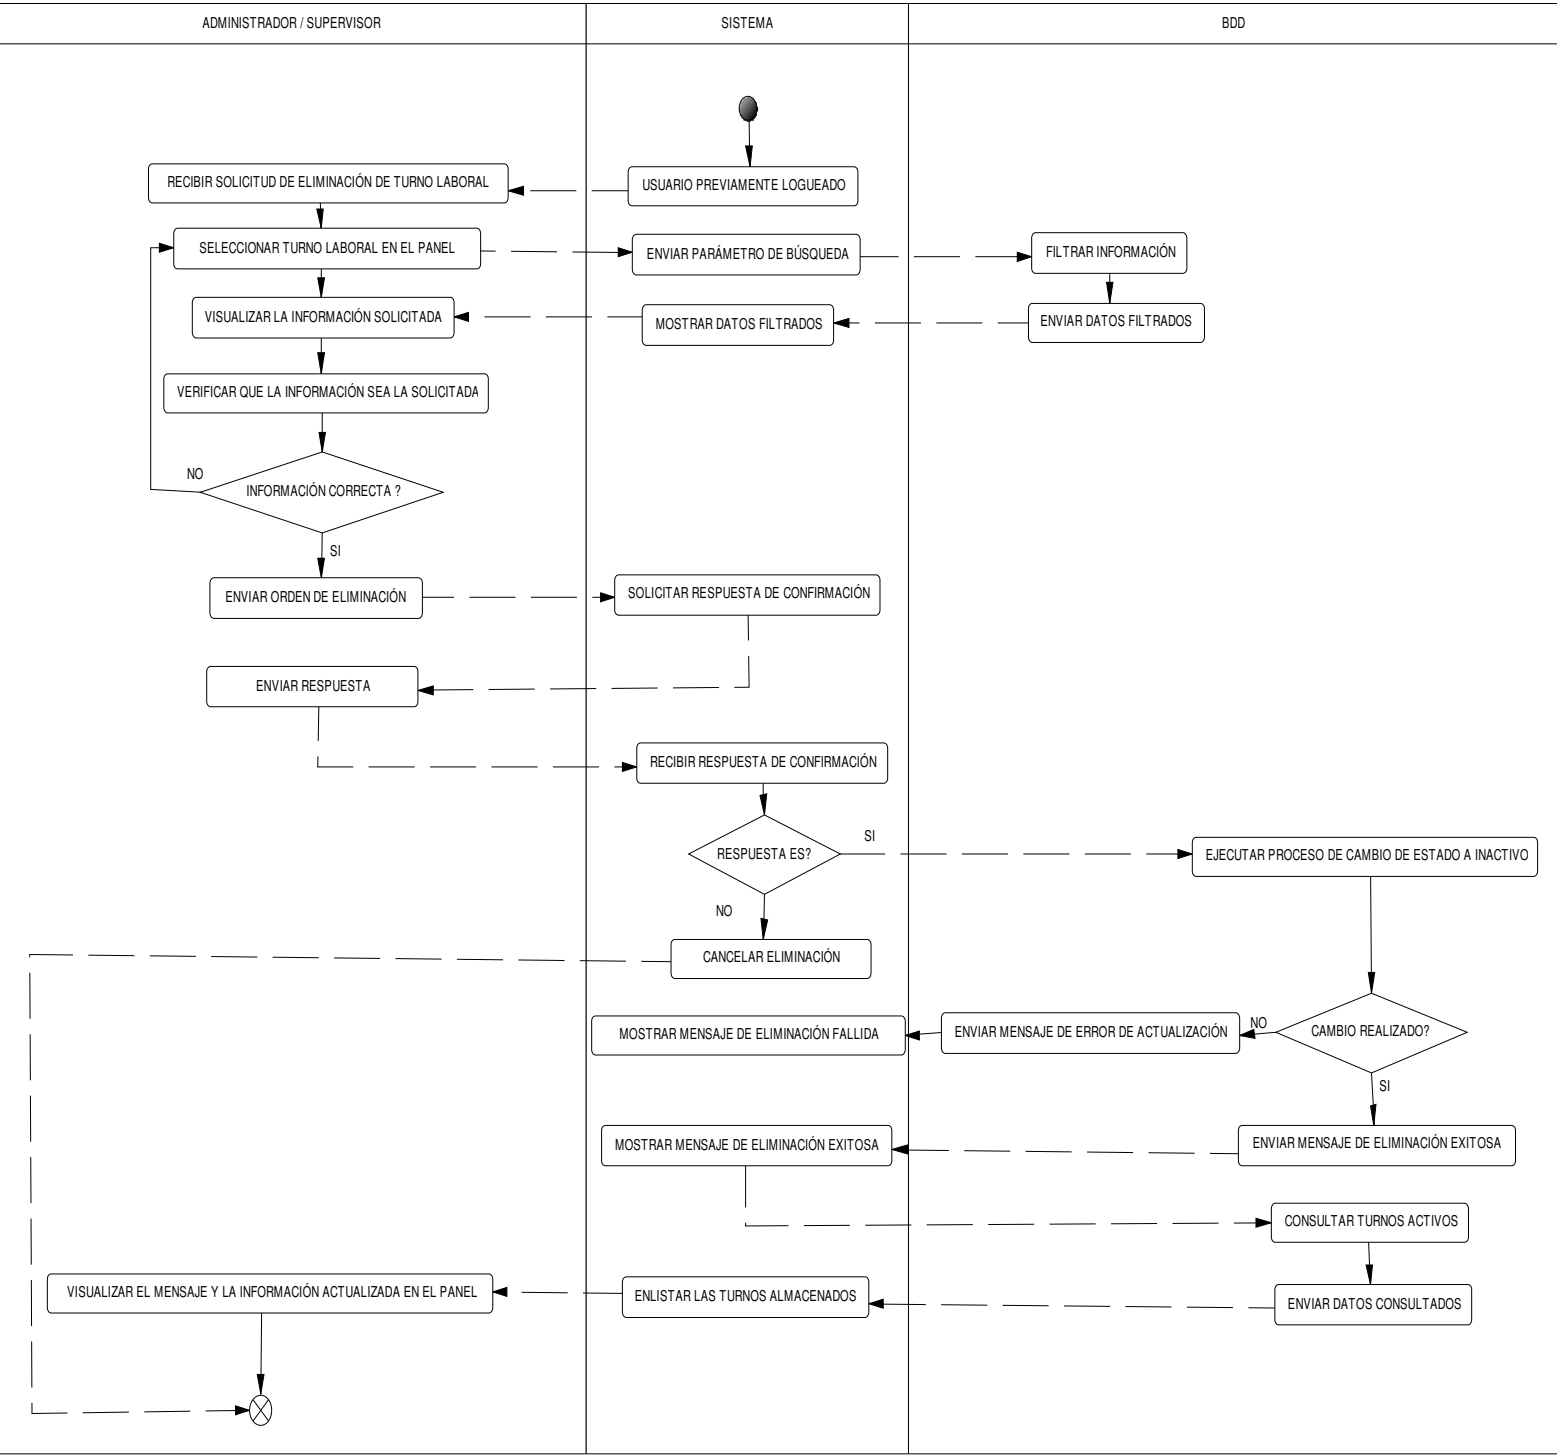 ADMINISTRADOR / SUPERVISOR
SISTEMA
BDD
USUARIO PREVIAMENTE LOGUEADO
RECIBIR SOLICITUD DE ELIMINACIÓN DE TURNO LABORAL
SELECCIONAR TURNO LABORAL EN EL PANEL
ENVIAR PARÁMETRO DE BÚSQUEDA
FILTRAR INFORMACIÓN
VISUALIZAR LA INFORMACIÓN SOLICITADA
MOSTRAR DATOS FILTRADOS
ENVIAR DATOS FILTRADOS
VERIFICAR QUE LA INFORMACIÓN SEA LA SOLICITADA
NO
INFORMACIÓN CORRECTA ?
SI
ENVIAR ORDEN DE ELIMINACIÓN
SOLICITAR RESPUESTA DE CONFIRMACIÓN
ENVIAR RESPUESTA
RECIBIR RESPUESTA DE CONFIRMACIÓN
SI
RESPUESTA ES?
EJECUTAR PROCESO DE CAMBIO DE ESTADO A INACTIVO
NO
CANCELAR ELIMINACIÓN
MOSTRAR MENSAJE DE ELIMINACIÓN FALLIDA
ENVIAR MENSAJE DE ERROR DE ACTUALIZACIÓN
NO
CAMBIO REALIZADO?
SI
MOSTRAR MENSAJE DE ELIMINACIÓN EXITOSA
ENVIAR MENSAJE DE ELIMINACIÓN EXITOSA
CONSULTAR TURNOS ACTIVOS
VISUALIZAR EL MENSAJE Y LA INFORMACIÓN ACTUALIZADA EN EL PANEL
ENLISTAR LAS TURNOS ALMACENADOS
ENVIAR DATOS CONSULTADOS